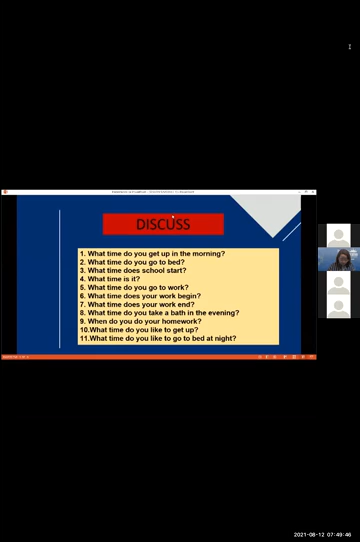 DISCUSS
1. What time do you get up in the morning?
2. What time do you go to bed?
3. What time does school start?
4. What time is it?
5. What time do you go to work?
6. What time does your work begin?
7. What time does your work end?
8. What time do you take a bath in the evening?
9. When do you do your homework?
10.What time do you like to get up?
11.What time do you like to go to bed at night?
2021-08-12 07:49:46